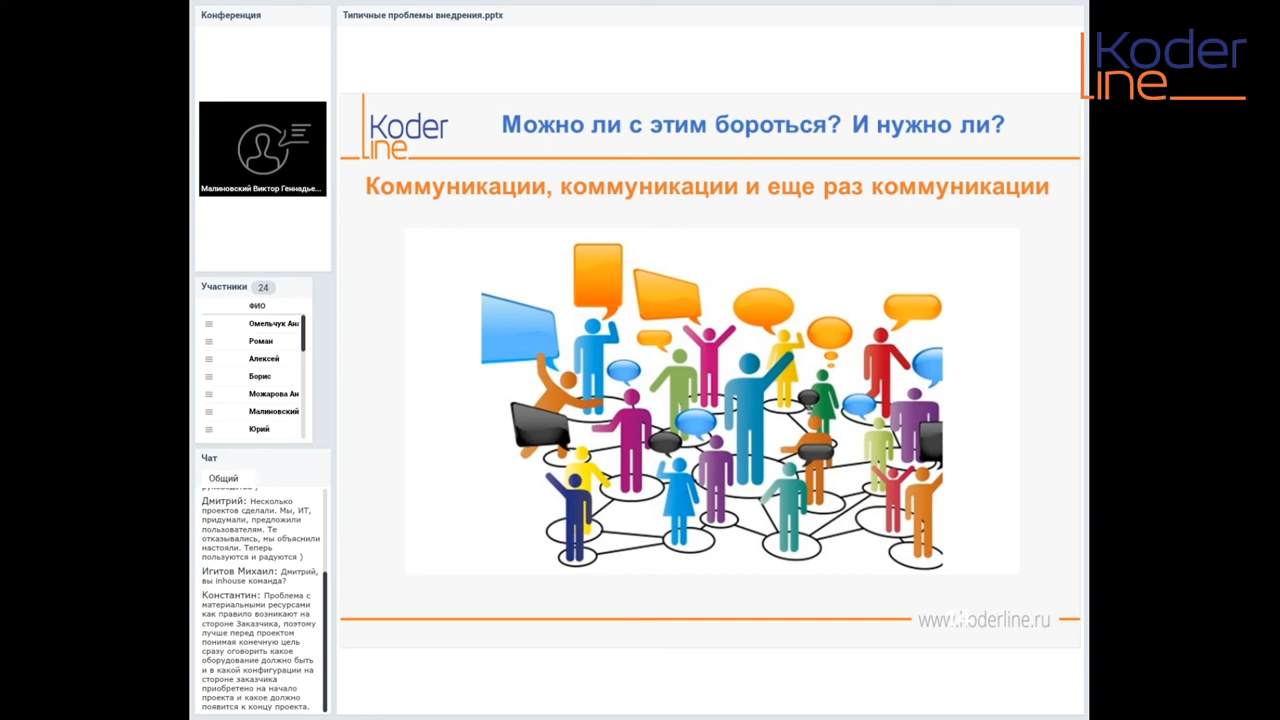 Конференция
Типичные проблемы внедрения.pptx
Koder
line
Koder
line
Можно ли с этим бороться? И нужно ли?
Коммуникации, коммуникации и еще раз коммуникации
Малиновский Виктор Геннадье...
Участники 24
ФИО
Омельчук Ана
Роман
Алексей
Борис
Можарова Ан
Малиновский
Юрий
Чат
Общий
Дмитрий: Несколько
проектов сделали. Мы, ИТ,
придумали, предложили
пользователям. Те
отказывались, мы объяснили
настояли. Теперь
пользуются и радуются )
Игитов Михаил: Дмитрий,
вы inhouse команда?
Константин: Проблема с
материальными ресурсами
как правило возникают на
стороне Заказчика, поэтому
лучше перед проектом
понимая конечную цель
сразу оговорить какое
оборудование должно быть
и в какой конфигурации на
стороне заказчика
приобретено на начало
проекта и какое должно
появится к концу проекта.
www.koderline.ru